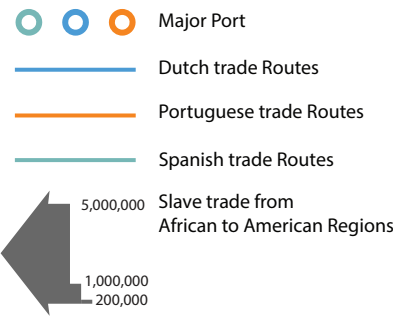 Major Port
Dutch trade Routes
Portuguese trade Routes
Spanish trade Routes
5,000,000
Slave trade from
African to American Regions
1,000,000
200,000